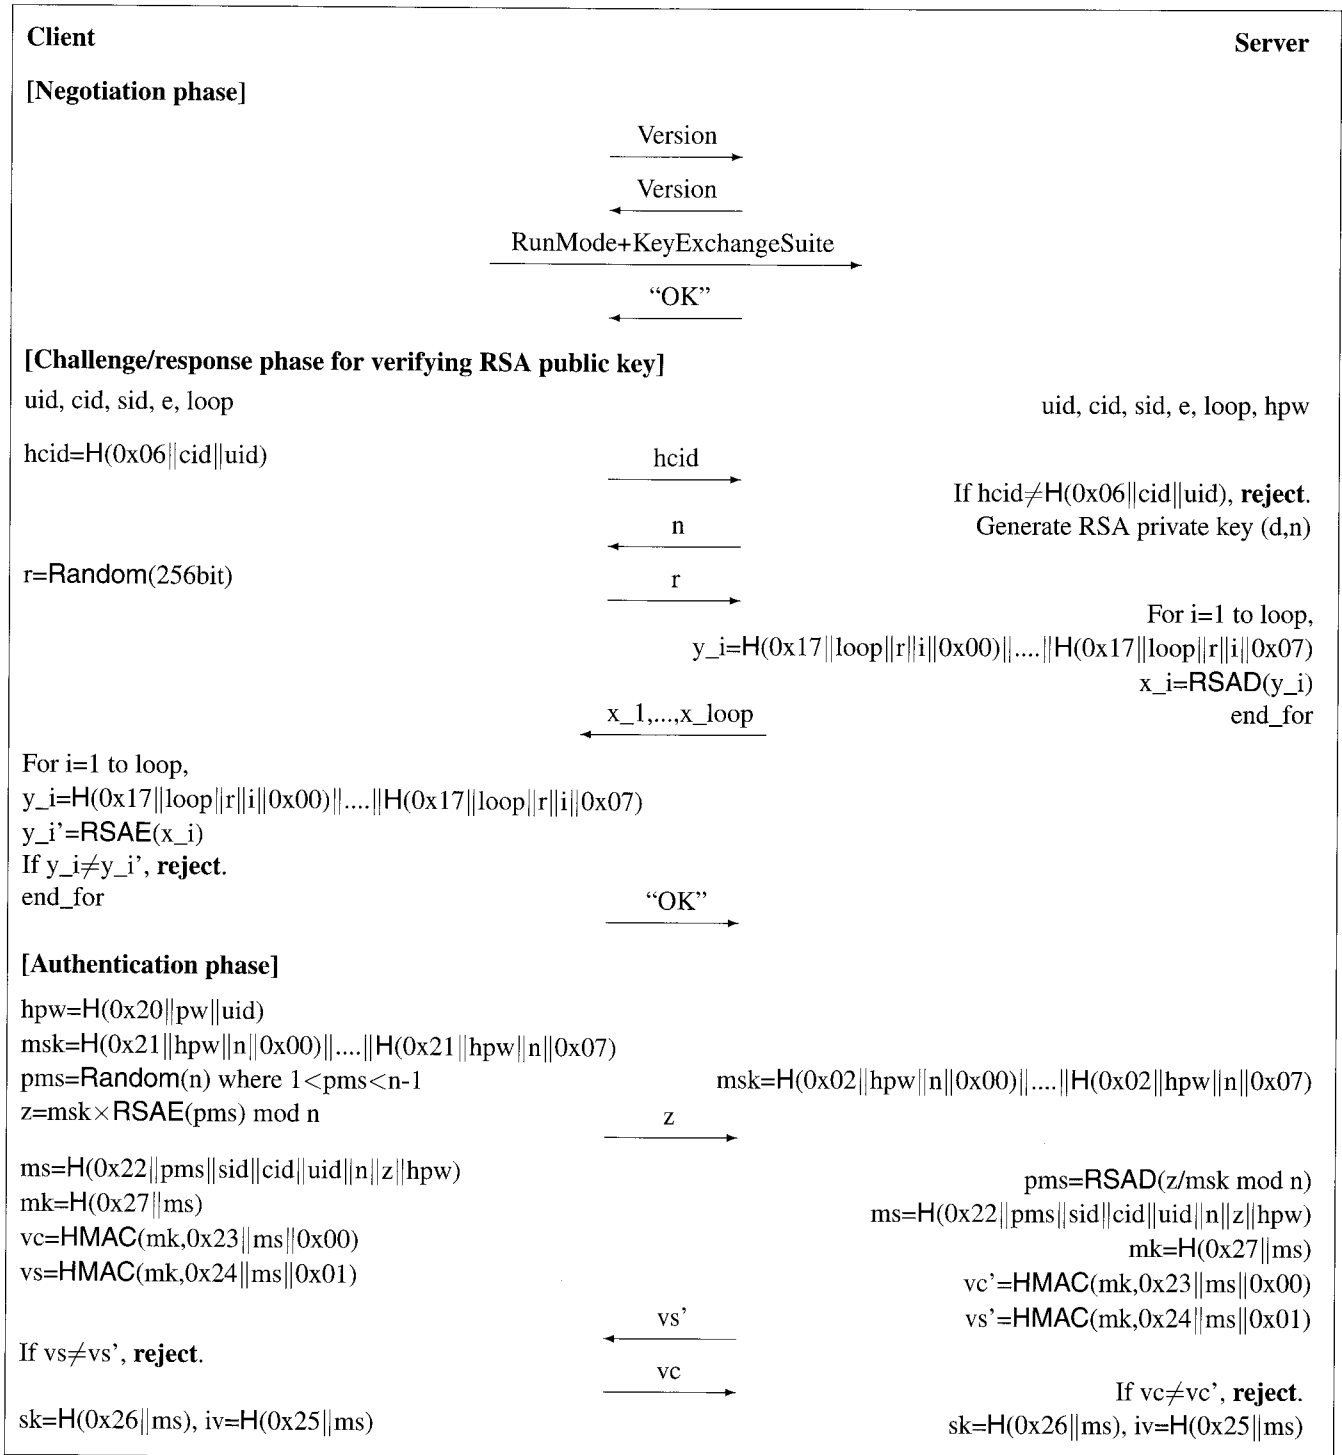 Client
Server
[Negotiation phase]
Version
Version
RunMode+KeyExchangeSuite
“OK”
[Challenge/response phase for verifying RSA public key]
uid, cid, sid, e, loop
uid, cid, sid, e, loop, hpw
hcid=H(0x06||cid||uid)
hcid
If hcid≠H(0x06||cid||uid), reject.
n
Generate RSA private key (d,n)
r=Random(256bit)
r
For i=1 to loop,
y_i=H(0x17||loop||r||i||0x00)||....||H(0x17||loop||r||i||0x07)
x_i=RSAD(y_i)
x_1,...,x_loop
end_for
For i=1 to loop,
y_i=H(0x17||loop||r||i||0x00)||....||H(0x17||loop||r||i||0x07)
y_i’=RSAE(x_i)
If y_i≠y_i’, reject.
end_for
“OK”
[Authentication phase]
hpw=H(0x20||pw||uid)
msk=H(0x21||hpw||n||0x00)||....||H(0x21||hpw||n||0x07)
pms=Random(n) where 1<pms<n-1
msk=H(0x02||hpw||n||0x00)||....||H(0x02||hpw||n||0x07)
z=msk×RSAE(pms) mod n
z
ms=H(0x22||pms||sid||cid||uid||n||z||hpw)
pms=RSAD(z/msk mod n)
mk=H(0x27||ms)
ms=H(0x22||pms||sid||cid||uid||n||z||hpw)
vc=HMAC(mk,0x23||ms||0x00)
mk=H(0x27||ms)
vs=HMAC(mk,0x24||ms||0x01)
vc’=HMAC(mk,0x23||ms||0x00)
vs’
vs’=HMAC(mk,0x24||ms||0x01)
If vs≠vs’, reject.
vc
If vc≠vc’, reject.
sk=H(0x26||ms), iv=H(0x25||ms)
sk=H(0x26||ms), iv=H(0x25||ms)